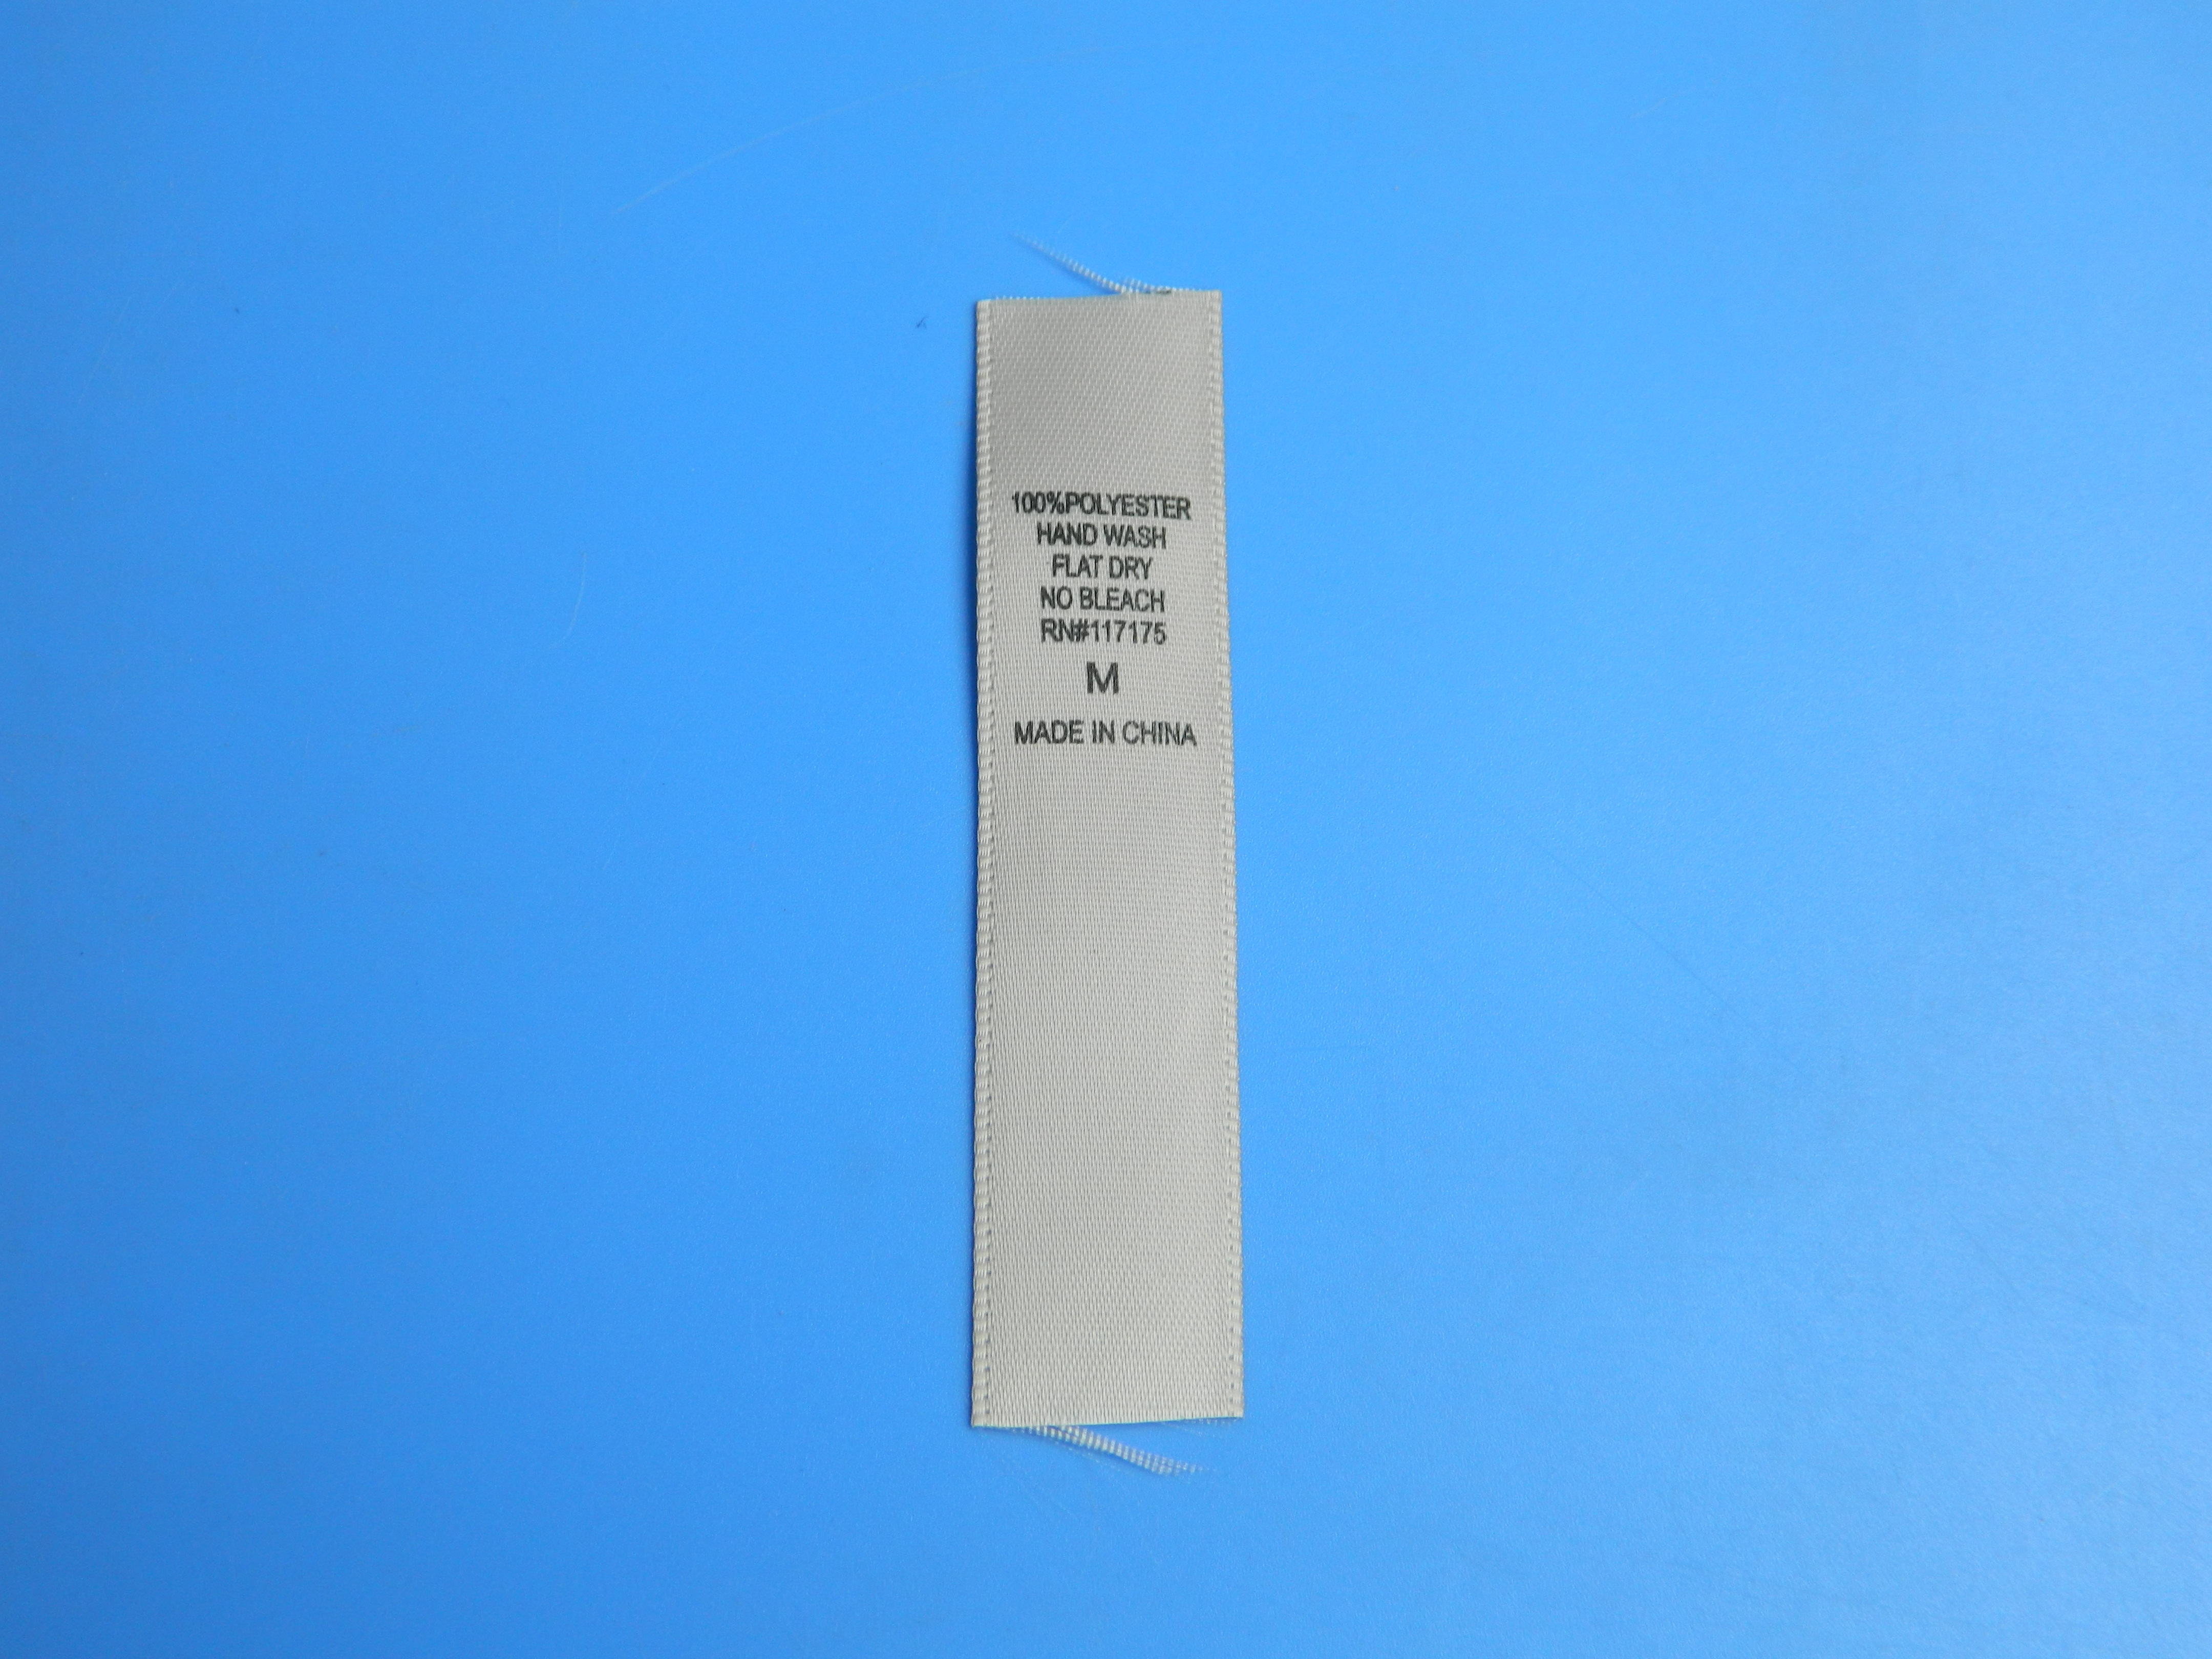 100%POLYESTER
HAND WASH
FLAT DRY
NO BLEACH
RN#117175
M
MADE IN CHINA